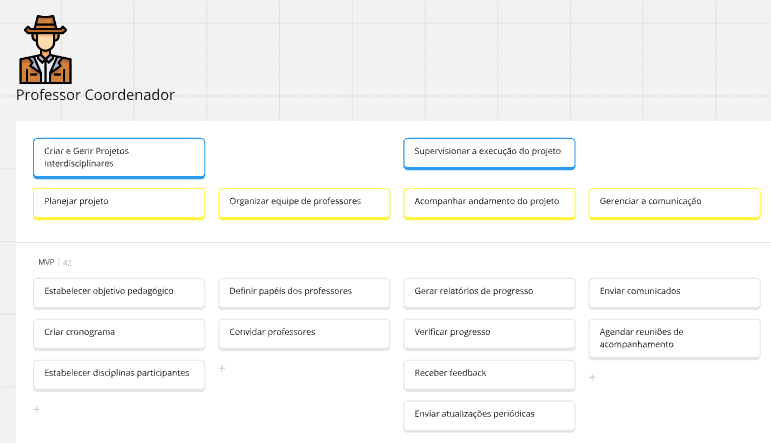 Professor Coordenador
Criar e Gerir Projetos
Interdisciplinares
Supervisionar a execução do projeto
Planejar projeto
Organizar equipe de professores
Acompanhar andamento do projeto
Gerenciar a comunicação
MVP | 42
Estabelecer objetivo pedagógico
Definir papéis dos professores
Gerar relatórios de progresso
Enviar comunicados
Criar cronograma
Convidar professores
Verificar progresso
Agendar reuniões de
acompanhamento
Estabelecer disciplinas participantes
Receber feedback
Enviar atualizações periódicas